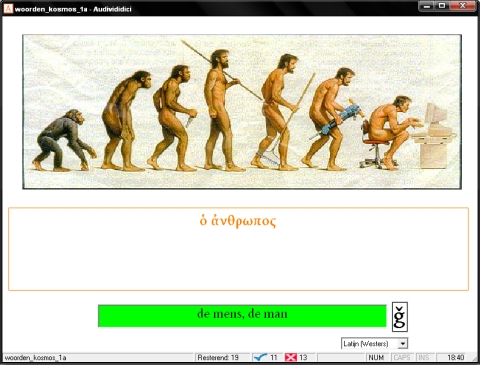 woorden_kosmos_1a - Audivididici
ὁ ἄνθρωπος
de mens, de man
ğ
Latijn (Westers)
woorden_kosmos_1a
Resterend: 19
11
13
NUM
CAPS
INS
18:40